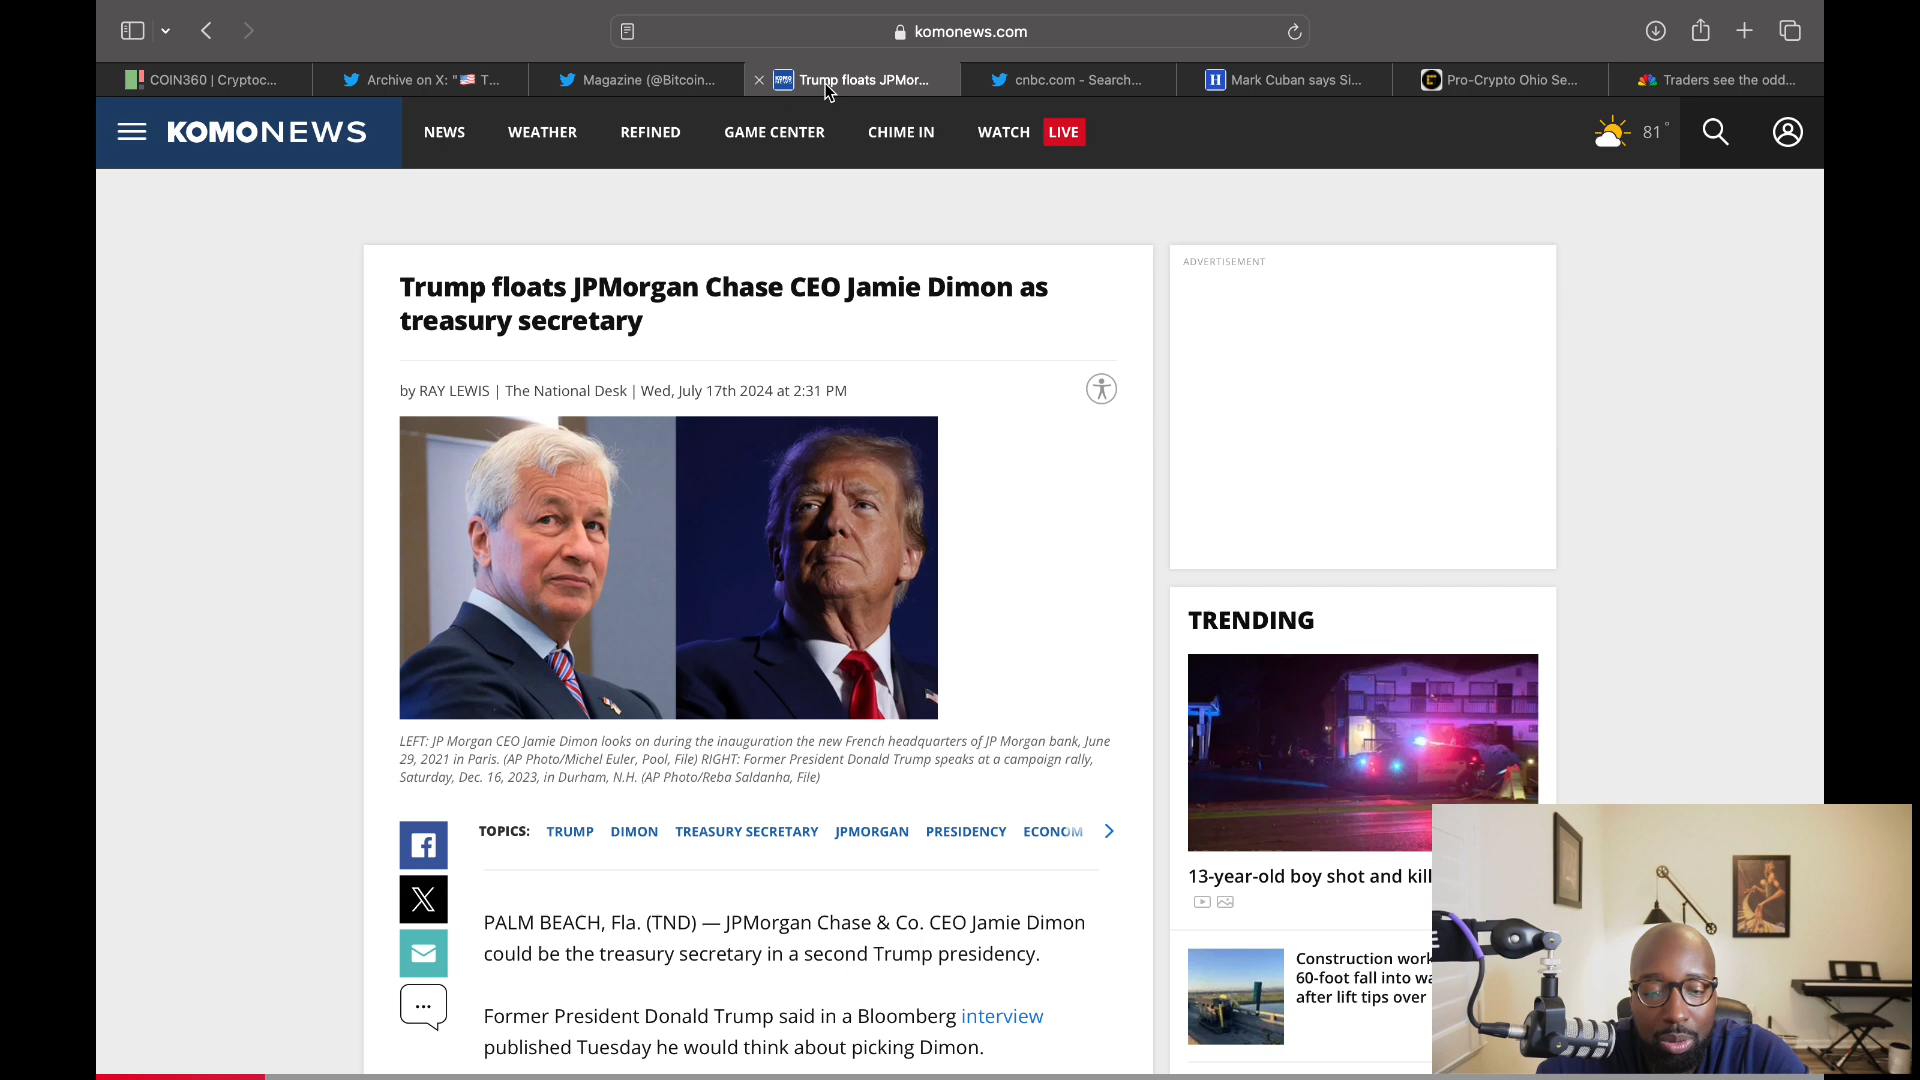 komonews.com
COIN360 | Cryptoc...
Archive on X: "🇺🇸 T...
Magazine (@Bitcoin...
Trump floats JPMor...
cnbc.com - Search...
H Mark Cuban says Si...
Pro-Crypto Ohio Se...
Traders see the odd...
KOMONEWS
NEWS
WEATHER
REFINED
GAME CENTER
CHIME IN
WATCH LIVE
81°
Trump floats JPMorgan Chase CEO Jamie Dimon as
treasury secretary
by RAY LEWIS | The National Desk | Wed, July 17th 2024 at 2:31 PM
LEFT: JP Morgan CEO Jamie Dimon looks on during the inauguration the new French headquarters of JP Morgan bank, June
29, 2021 in Paris. (AP Photo/Michel Euler, Pool, File) RIGHT: Former President Donald Trump speaks at a campaign rally,
Saturday, Dec. 16, 2023, in Durham, N.H. (AP Photo/Reba Saldanha, File)
TOPICS: TRUMP DIMON TREASURY SECRETARY JPMORGAN PRESIDENCY ECONOM
PALM BEACH, Fla. (TND) — JPMorgan Chase & Co. CEO Jamie Dimon
could be the treasury secretary in a second Trump presidency.
Former President Donald Trump said in a Bloomberg interview
published Tuesday he would think about picking Dimon.
ADVERTISEMENT
TRENDING
13-year-old boy shot and kill
Construction work
60-foot fall into wa
after lift tips over